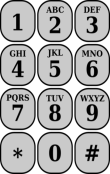 1 ABC 2 DEF 3
GHI 4 JKL 5 MNO 6
PQRS 7 TUV 8 WXYZ 9
* 0 #